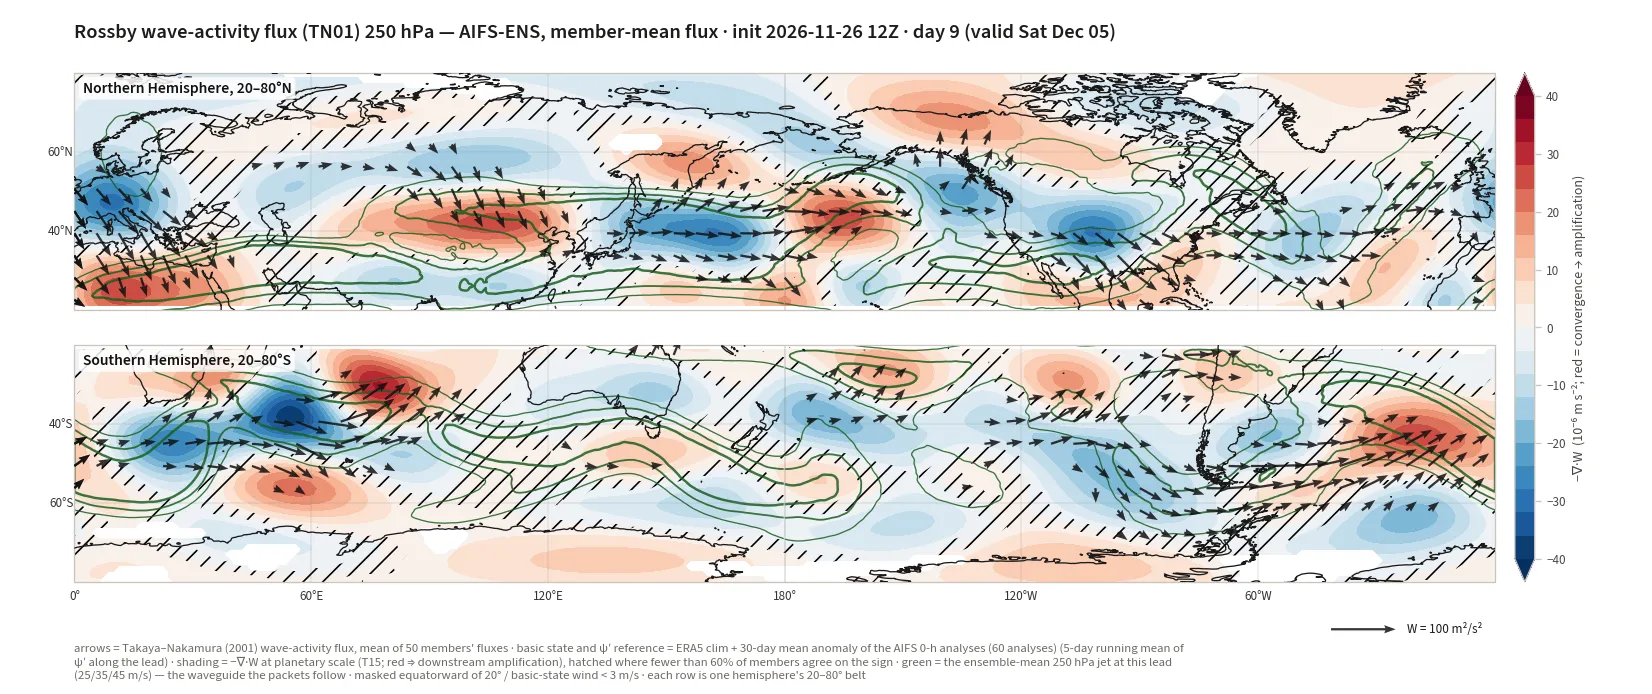 Rossby wave-activity flux (TN01) 250 hPa — AIFS-ENS, member-mean flux · init 2026-11-26 12Z · day 9 (valid Sat Dec 05)
Northern Hemisphere, 20–80°N
60°N
40°N
Southern Hemisphere, 20–80°S
40°S
60°S
0°
60°E
120°E
180°
120°W
60°W
40
30
20
10
0
−10
−20
−30
−40
−∇·W (10⁻⁶ m s⁻²; red = convergence → amplification)
W = 100 m²/s²
arrows = Takaya–Nakamura (2001) wave-activity flux, mean of 50 members' fluxes · basic state and ψ' reference = ERA5 clim + 30-day mean anomaly of the AIFS 0-h analyses (60 analyses) (5-day running mean of
ψ' along the lead) · shading = −∇·W at planetary scale (T15; red ⇒ downstream amplification), hatched where fewer than 60% of members agree on the sign · green = the ensemble-mean 250 hPa jet at this lead
(25/35/45 m/s) — the waveguide the packets follow · masked equatorward of 20° / basic-state wind < 3 m/s · each row is one hemisphere's 20–80° belt